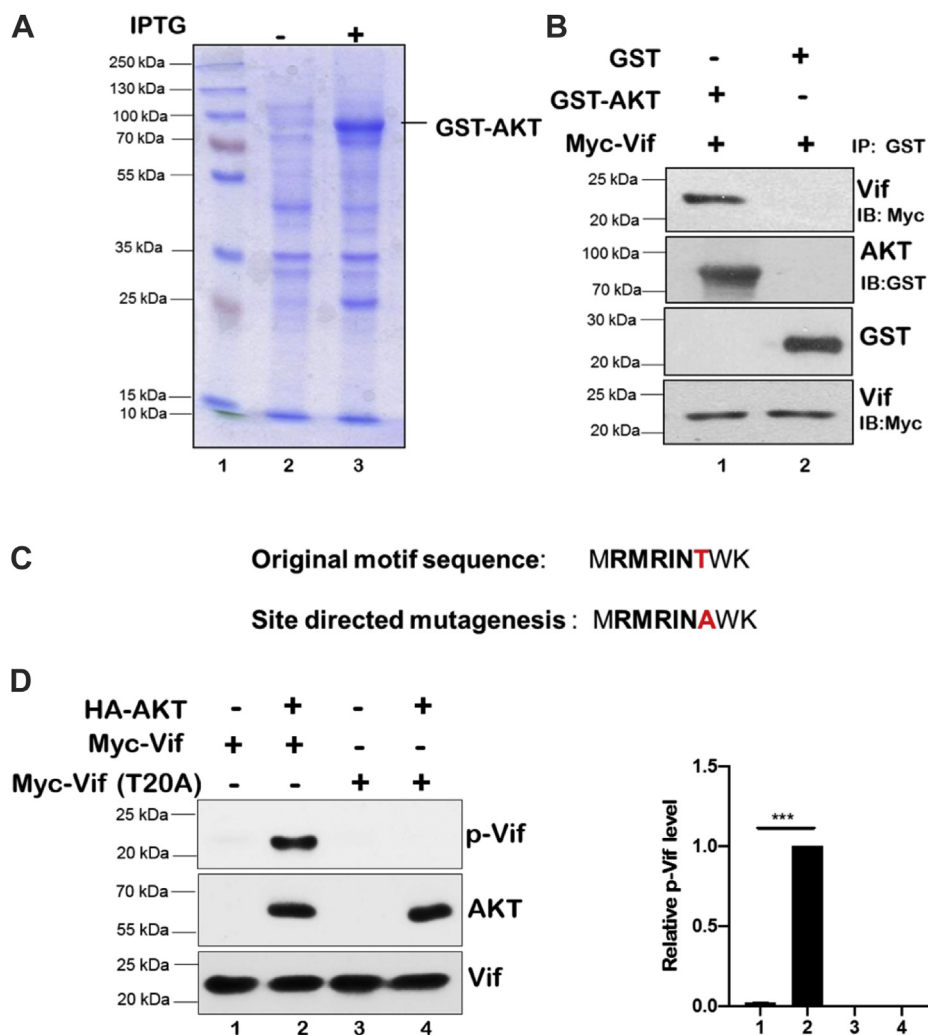 A
IPTG - +
250 kDa
130 kDa
100 kDa
70 kDa
55 kDa
35 kDa
25 kDa
15 kDa
10 kDa
GST-AKT
1 2 3
B
GST - +
GST-AKT + -
Myc-Vif + + IP: GST
25 kDa
20 kDa
Vif
IB: Myc
100 kDa
70 kDa
AKT
IB:GST
30 kDa
20 kDa
GST
25 kDa
20 kDa
Vif
IB:Myc
1 2
C
Original motif sequence: MRMRINTWK
Site directed mutagenesis : MRMRINAWK
D
HA-AKT - + - +
Myc-Vif + + - -
Myc-Vif (T20A) - - + +
25 kDa
20 kDa
p-Vif
70 kDa
55 kDa
AKT
25 kDa
20 kDa
Vif
1 2 3 4
Relative p-Vif level
1.5
1.0
0.5
0.0
***
1 2 3 4